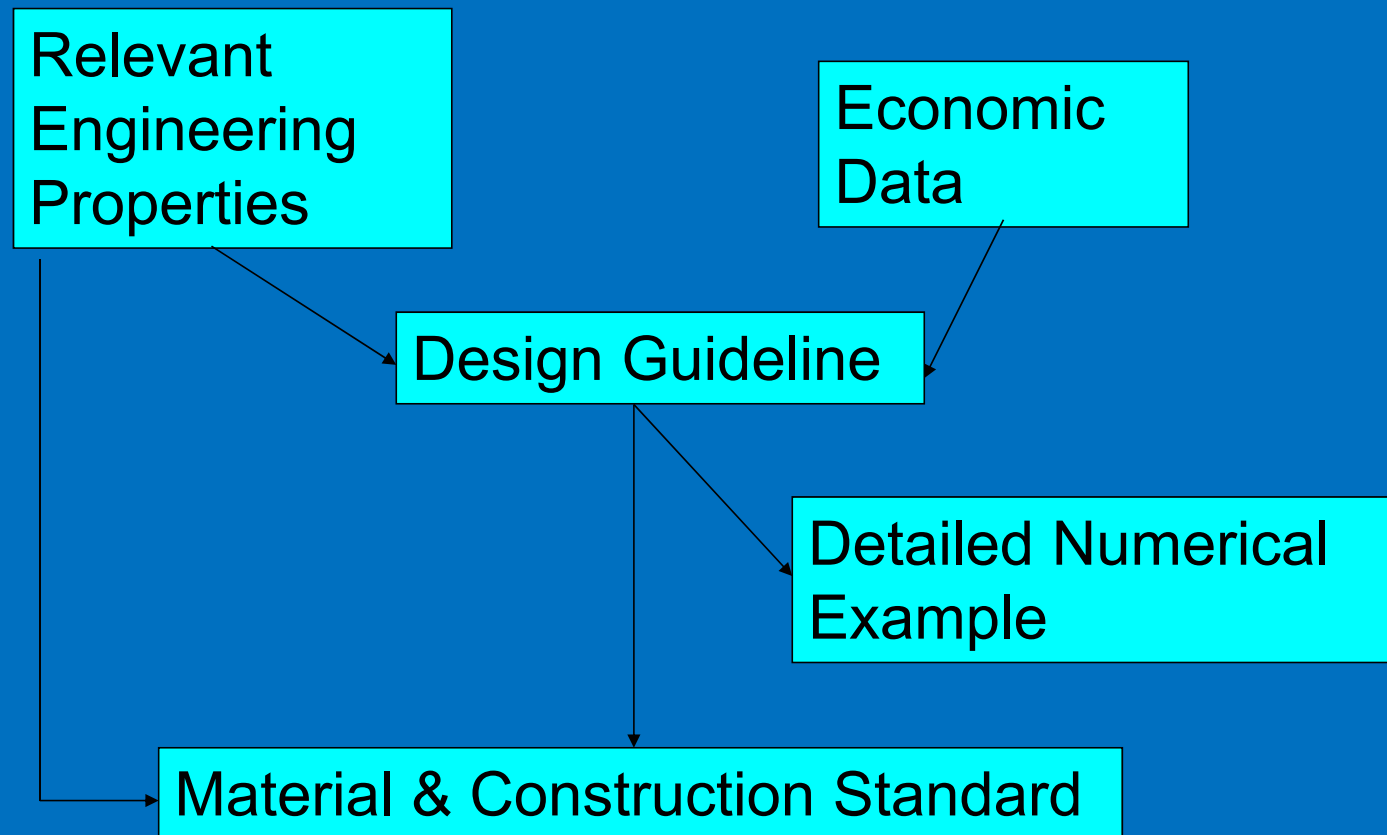 Relevant
Engineering
Properties
Economic
Data
Design Guideline
Detailed Numerical
Example
Material & Construction Standard